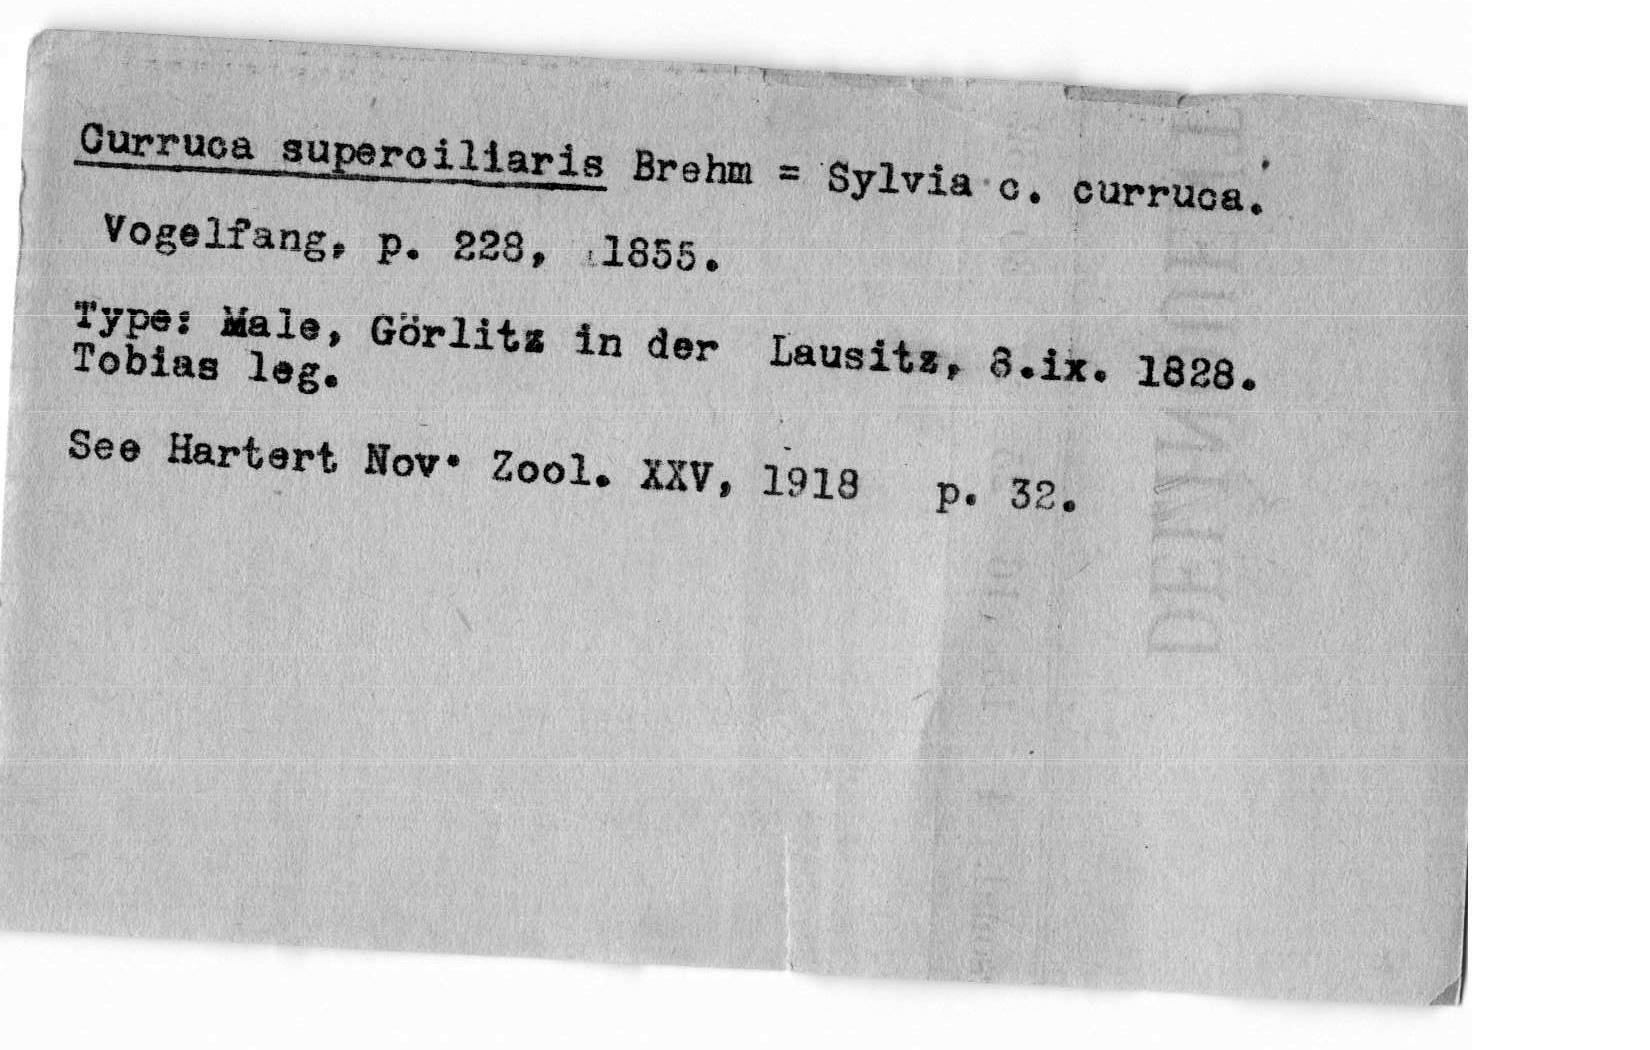 Curruca superciliaris Brehm = Sylvia c. curruca.
Vogelfang, p. 228, 1855.
Type: Male, Görlitz in der Lausitz, 8.ix. 1828.
Tobias leg.
See Hartert Nov. Zool. XXV, 1918 p. 32.